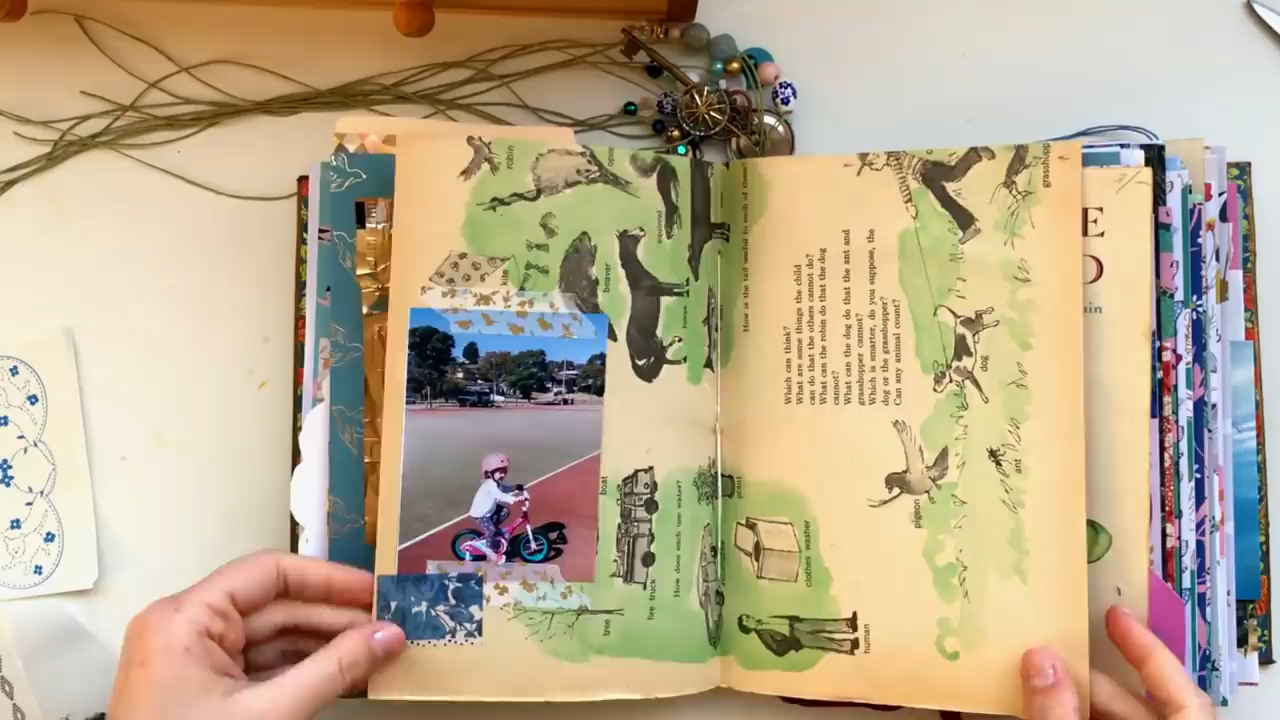 robin
squirrel
kite
beaver
horse
How is the tail useful to each of these
boat
How does each use water?
fire truck
tree
plant
clothes washer
human
Which can think?
What are some things the child
can do that the others cannot do?
What can the robin do that the dog
cannot?
What can the dog do that the ant and
grasshopper cannot?
Which is smarter, do you suppose, the
dog or the grasshopper?
Can any animal count?
grasshopp
dog
pigeon
ant
E
O
in